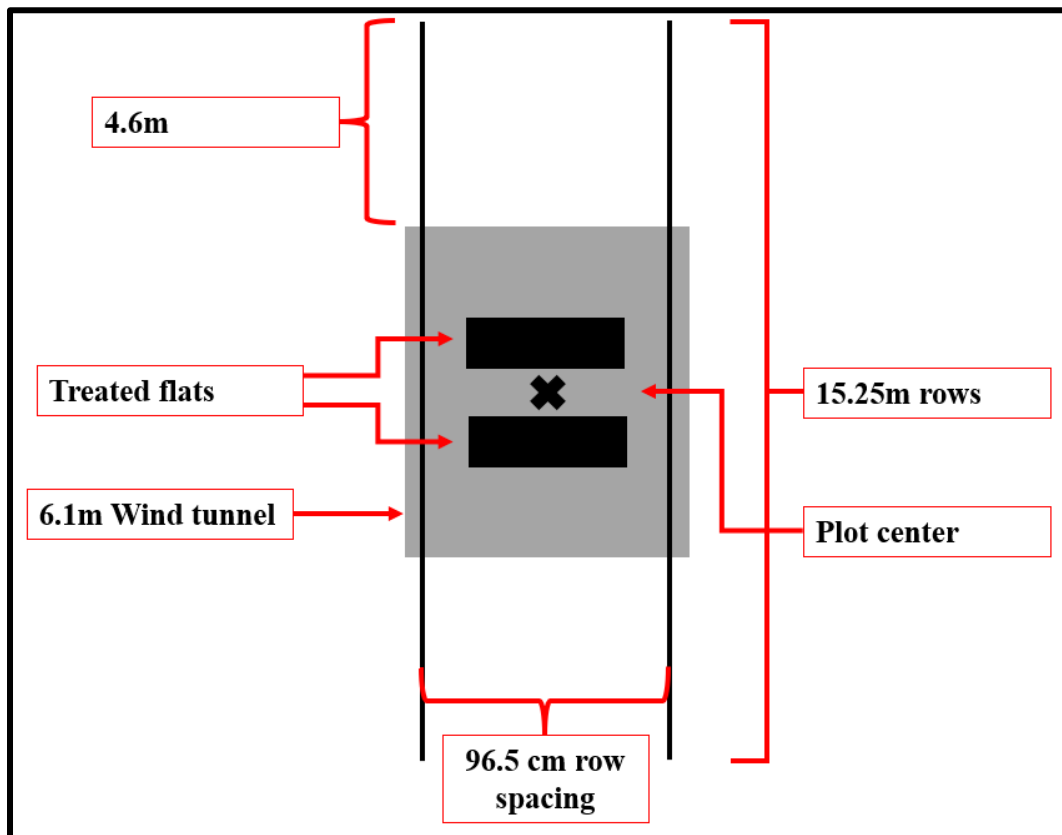 4.6m
Treated flats
15.25m rows
6.1m Wind tunnel
Plot center
96.5 cm row
spacing